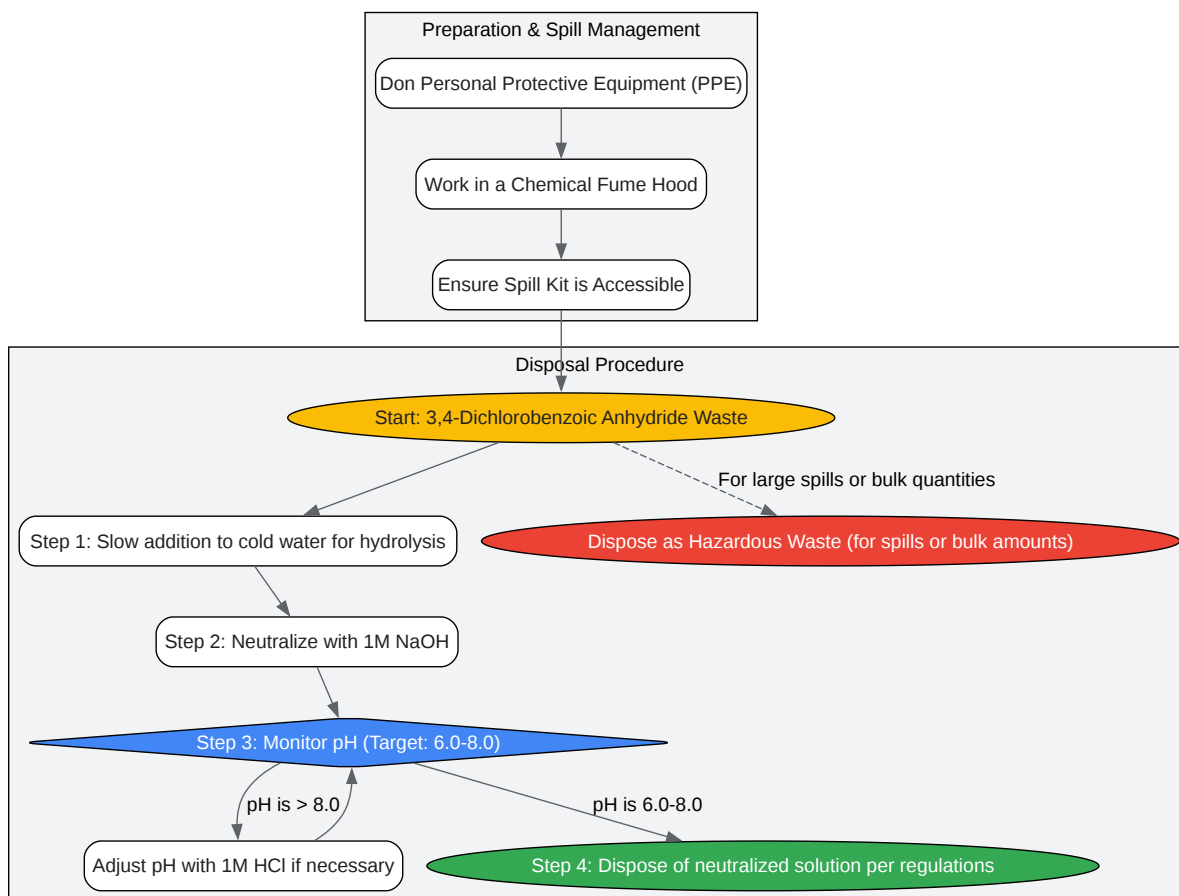 Preparation & Spill Management
Don Personal Protective Equipment (PPE)
Work in a Chemical Fume Hood
Ensure Spill Kit is Accessible
Disposal Procedure
Start: 3,4-Dichlorobenzoic Anhydride Waste
For large spills or bulk quantities
Step 1: Slow addition to cold water for hydrolysis
Dispose as Hazardous Waste (for spills or bulk amounts)
Step 2: Neutralize with 1M NaOH
Step 3: Monitor pH (Target: 6.0-8.0)
pH is > 8.0
pH is 6.0-8.0
Adjust pH with 1M HCl if necessary
Step 4: Dispose of neutralized solution per regulations